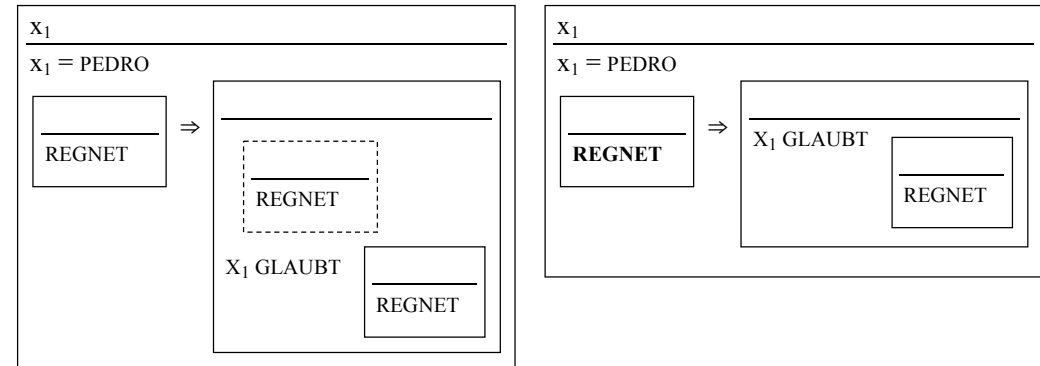 x₁
x₁ = PEDRO
REGNET
⇒
REGNET
X₁ GLAUBT
REGNET
x₁
x₁ = PEDRO
REGNET
⇒
X₁ GLAUBT
REGNET